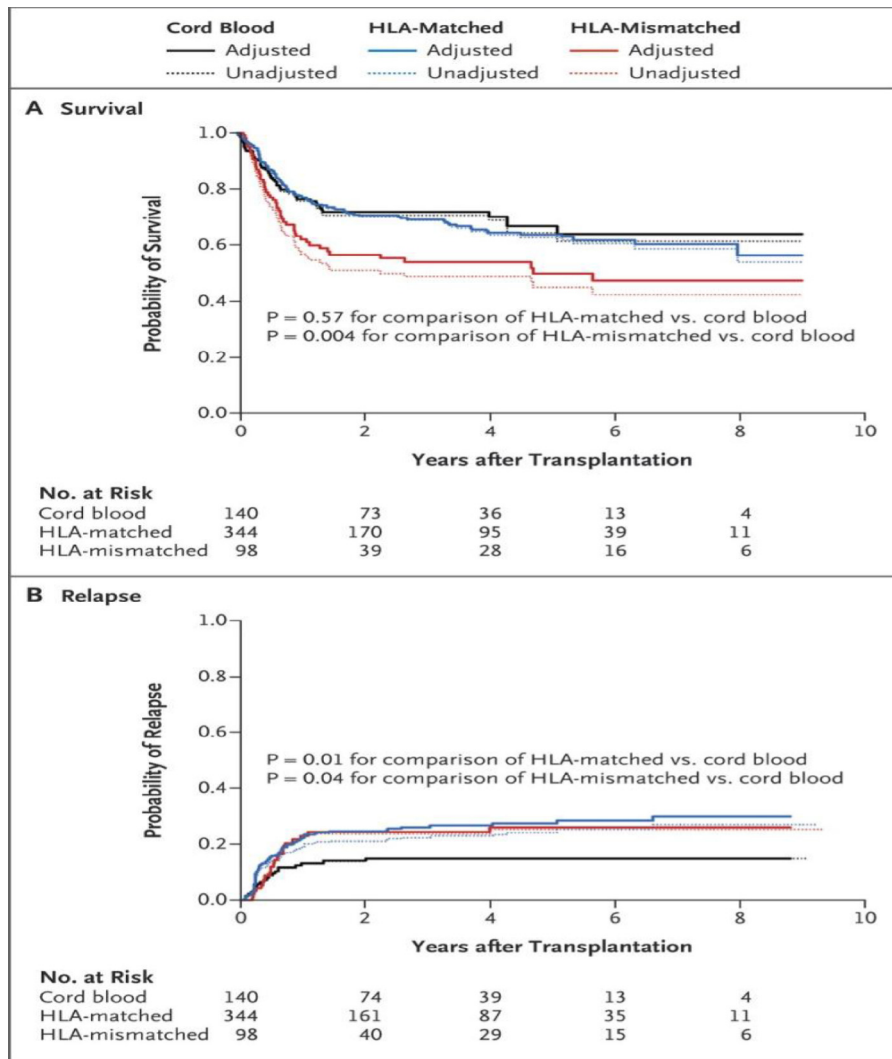 Cord Blood HLA-Matched HLA-Mismatched
Adjusted Adjusted Adjusted
Unadjusted Unadjusted Unadjusted
A Survival
1.0
0.8
0.6
0.4
0.2
0.0
Probability of Survival
P = 0.57 for comparison of HLA-matched vs. cord blood
P = 0.004 for comparison of HLA-mismatched vs. cord blood
0 2 4 6 8 10
Years after Transplantation
No. at Risk
Cord blood 140 73 36 13 4
HLA-matched 344 170 95 39 11
HLA-mismatched 98 39 28 16 6
B Relapse
1.0
0.8
0.6
0.4
0.2
0.0
Probability of Relapse
P = 0.01 for comparison of HLA-matched vs. cord blood
P = 0.04 for comparison of HLA-mismatched vs. cord blood
0 2 4 6 8 10
Years after Transplantation
No. at Risk
Cord blood 140 74 39 13 4
HLA-matched 344 161 87 35 11
HLA-mismatched 98 40 29 15 6